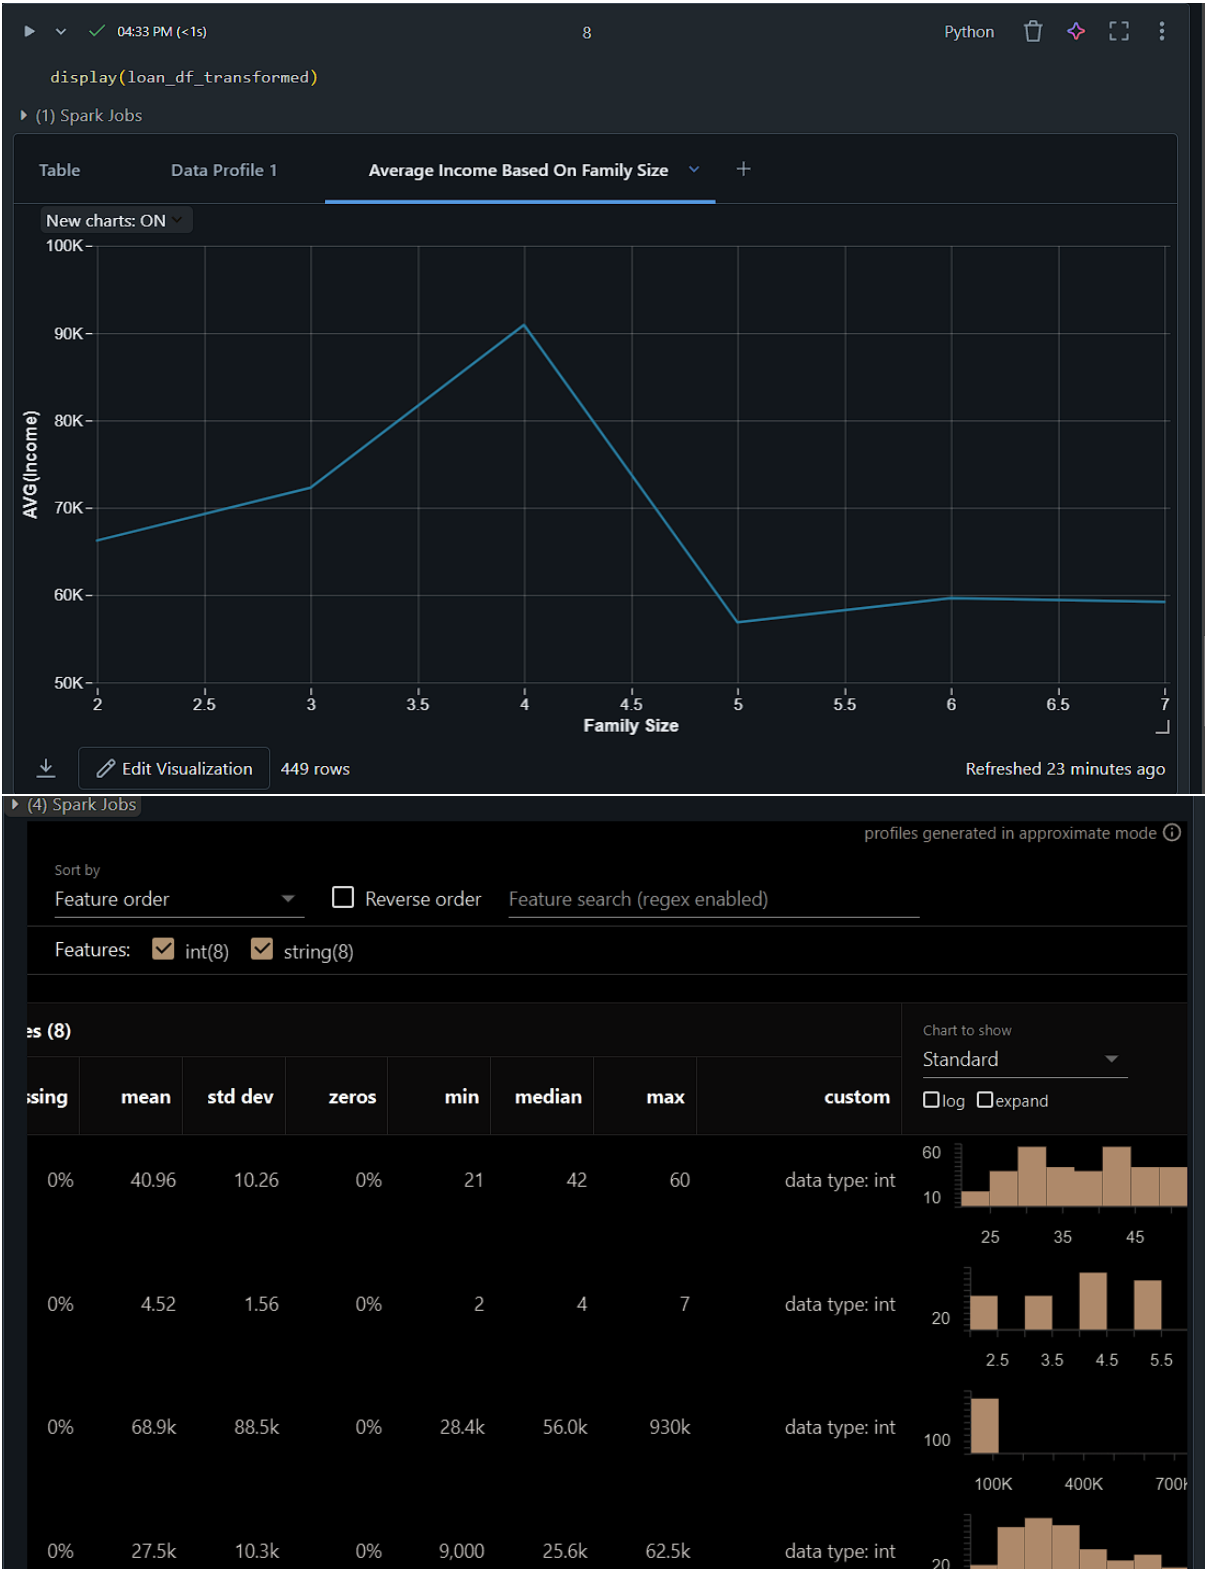 04:33 PM (<1s)
8
Python
display(loan_df_transformed)
(1) Spark Jobs
Table
Data Profile 1
Average Income Based On Family Size
New charts: ON
100K
90K
80K
70K
60K
50K
AVG(Income)
2 2.5 3 3.5 4 4.5 5 5.5 6 6.5 7
Family Size
Edit Visualization
449 rows
Refreshed 23 minutes ago
(4) Spark Jobs
profiles generated in approximate mode
Sort by
Feature order
Reverse order
Feature search (regex enabled)
Features: int(8) string(8)
es (8)
Chart to show
Standard
log expand
ssing mean std dev zeros min median max custom
0% 40.96 10.26 0% 21 42 60 data type: int
60
10
25 35 45
0% 4.52 1.56 0% 2 4 7 data type: int
20
2.5 3.5 4.5 5.5
0% 68.9k 88.5k 0% 28.4k 56.0k 930k data type: int
100
100K 400K 700K
0% 27.5k 10.3k 0% 9,000 25.6k 62.5k data type: int
20